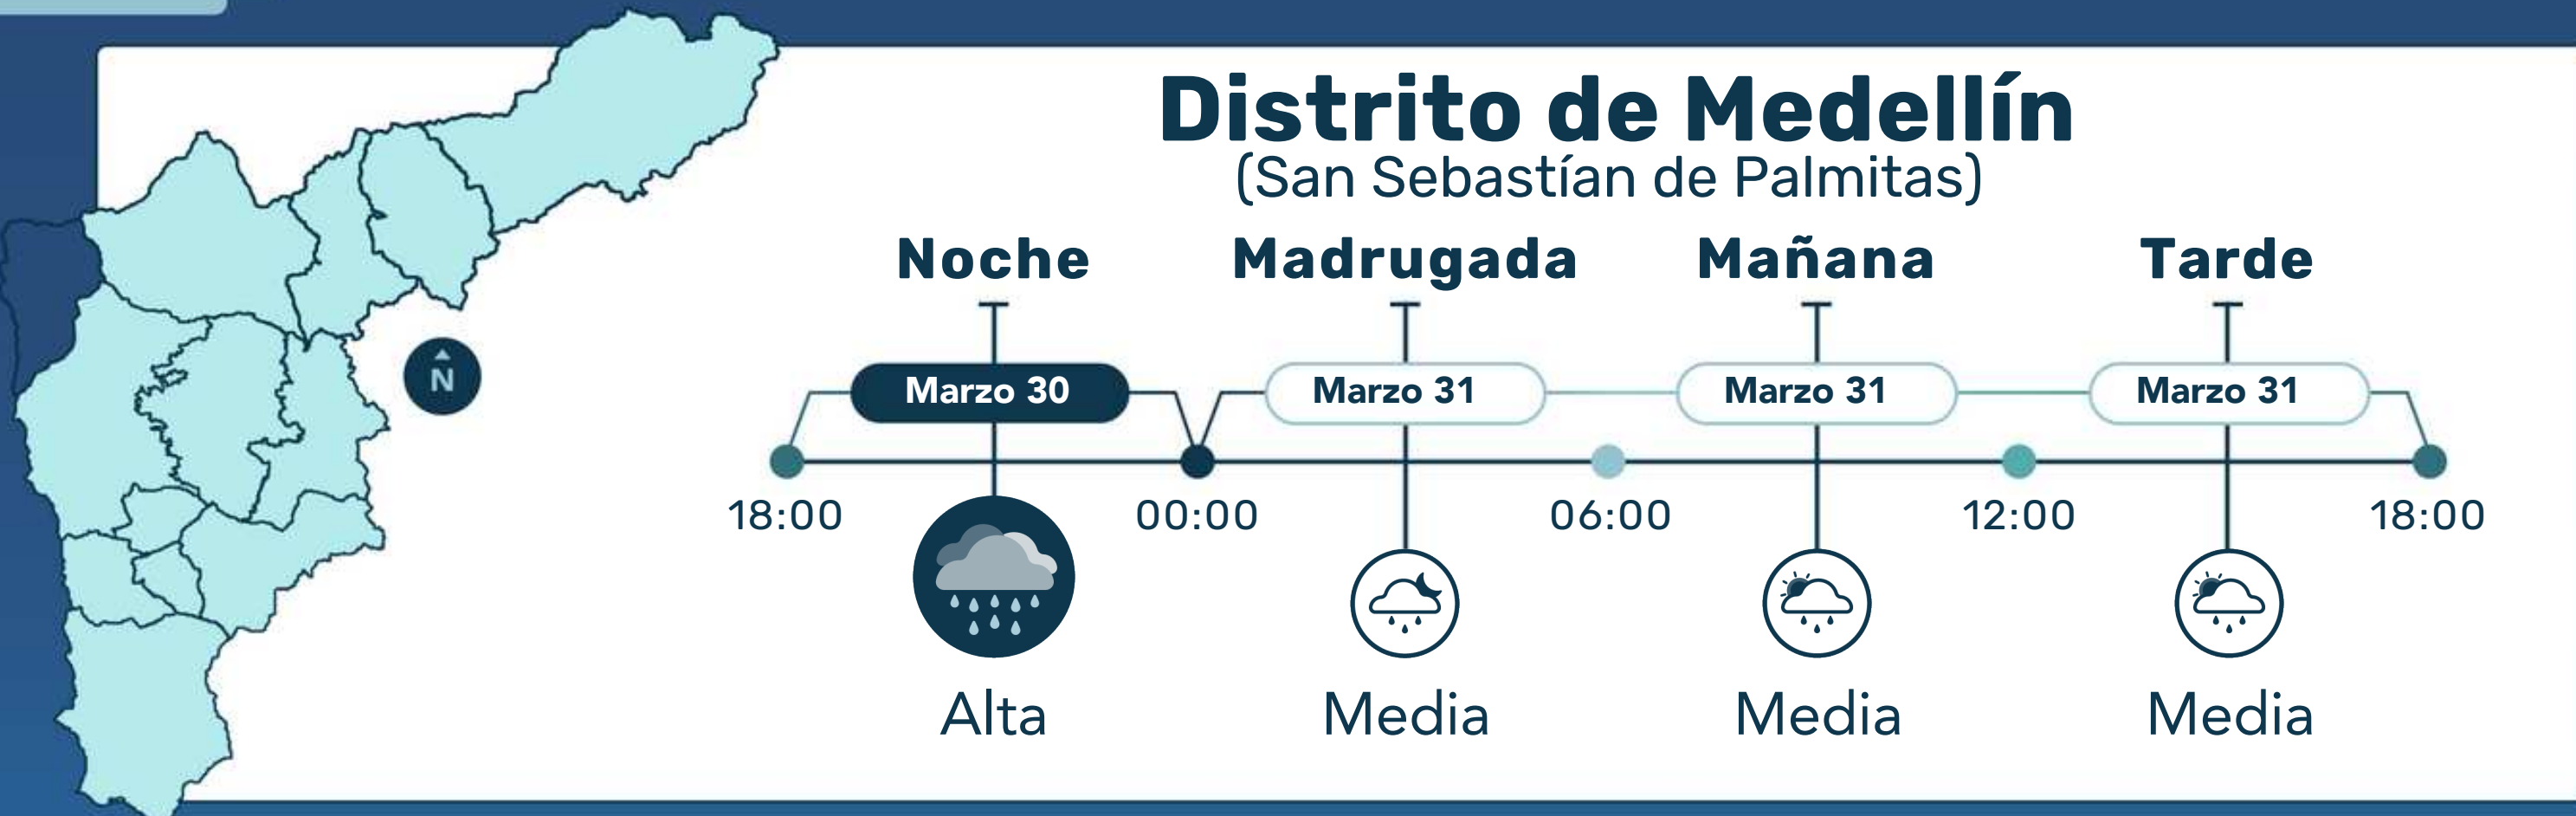 Distrito de Medellín
(San Sebastían de Palmitas)
Noche Madrugada Mañana Tarde
Marzo 30 Marzo 31 Marzo 31 Marzo 31
N
18:00 00:00 06:00 12:00 18:00
Alta Media Media Media